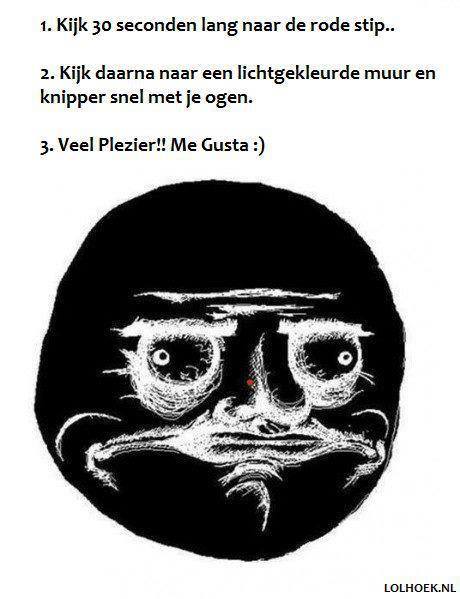 1. Kijk 30 seconden lang naar de rode stip..
2. Kijk daarna naar een lichtgekleurde muur en
knipper snel met je ogen.
3. Veel Plezier!! Me Gusta :)
LOLHOEK.NL